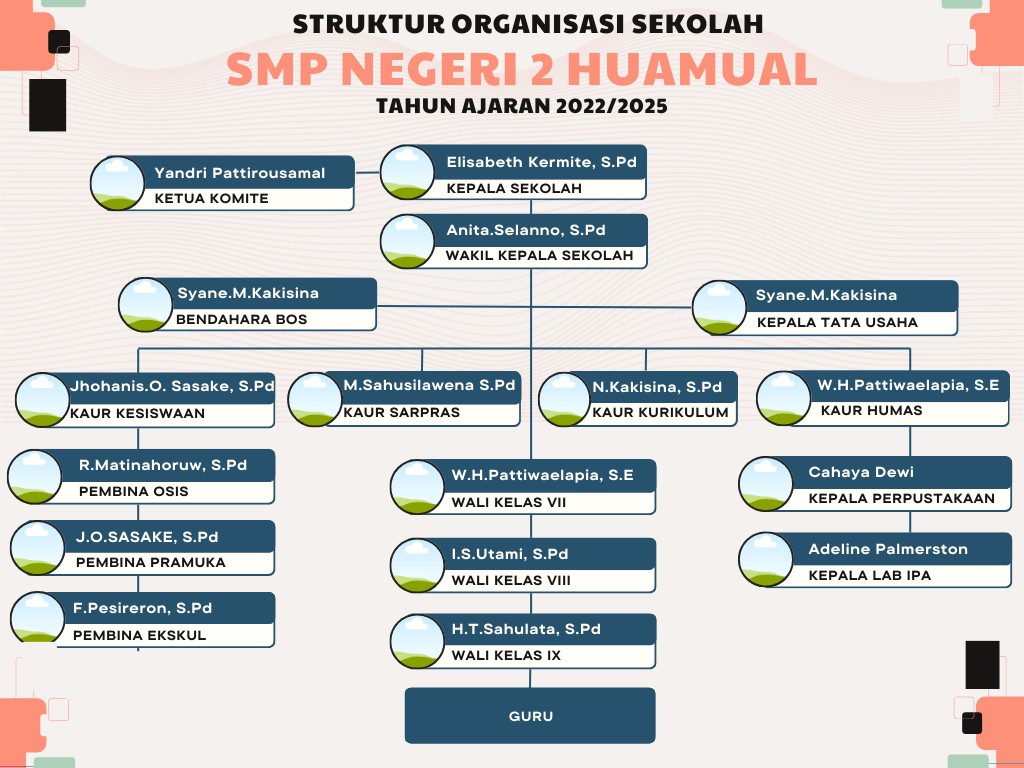 STRUKTUR ORGANISASI SEKOLAH
SMP NEGERI 2 HUAMUAL
TAHUN AJARAN 2022/2025
Yandri Pattirousamal
KETUA KOMITE
Elisabeth Kermite, S.Pd
KEPALA SEKOLAH
Anita.Selanno, S.Pd
WAKIL KEPALA SEKOLAH
Syane.M.Kakisina
BENDAHARA BOS
Syane.M.Kakisina
KEPALA TATA USAHA
Jhohanis.O. Sasake, S.Pd
KAUR KESISWAAN
M.Sahusilawena S.Pd
KAUR SARPRAS
N.Kakisina, S.Pd
KAUR KURIKULUM
W.H.Pattiwaelapia, S.E
KAUR HUMAS
R.Matinahoruw, S.Pd
PEMBINA OSIS
J.O.SASAKE, S.Pd
PEMBINA PRAMUKA
F.Pesireron, S.Pd
PEMBINA EKSKUL
W.H.Pattiwaelapia, S.E
WALI KELAS VII
I.S.Utami, S.Pd
WALI KELAS VIII
H.T.Sahulata, S.Pd
WALI KELAS IX
Cahaya Dewi
KEPALA PERPUSTAKAAN
Adeline Palmerston
KEPALA LAB IPA
GURU